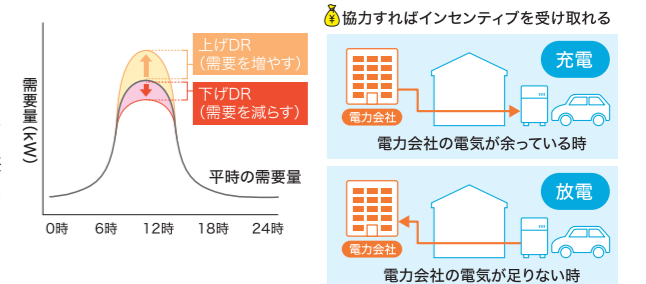 協力すればインセンティブを受け取れる
上げDR
(需要を増やす)
下げDR
(需要を減らす)
需要量(kW)
平時の需要量
0時 6時 12時 18時 24時
充電
電力会社
電力会社の電気が余っている時
放電
電力会社
電力会社の電気が足りない時